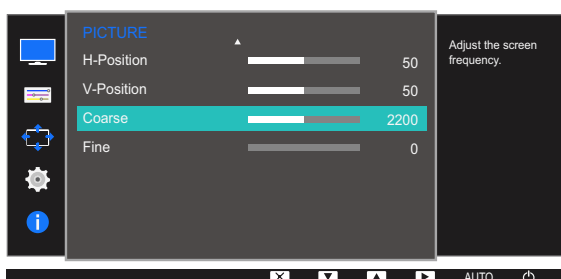 PICTURE
H-Position 50
V-Position 50
Coarse 2200
Fine 0
Adjust the screen
frequency.
AUTO